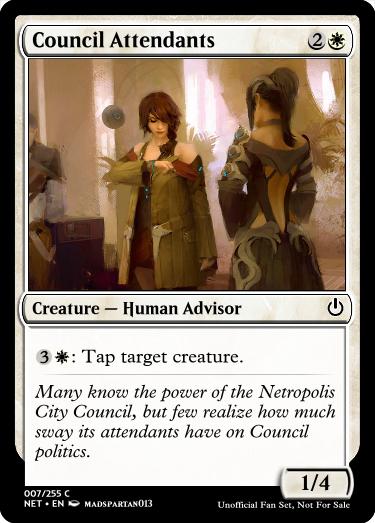 Council Attendants 2
Creature — Human Advisor
3 : Tap target creature.
Many know the power of the Netropolis
City Council, but few realize how much
sway its attendants have on Council
politics.
1/4
007/255 C
NET • EN MADSPARTAN013
Unofficial Fan Set, Not For Sale